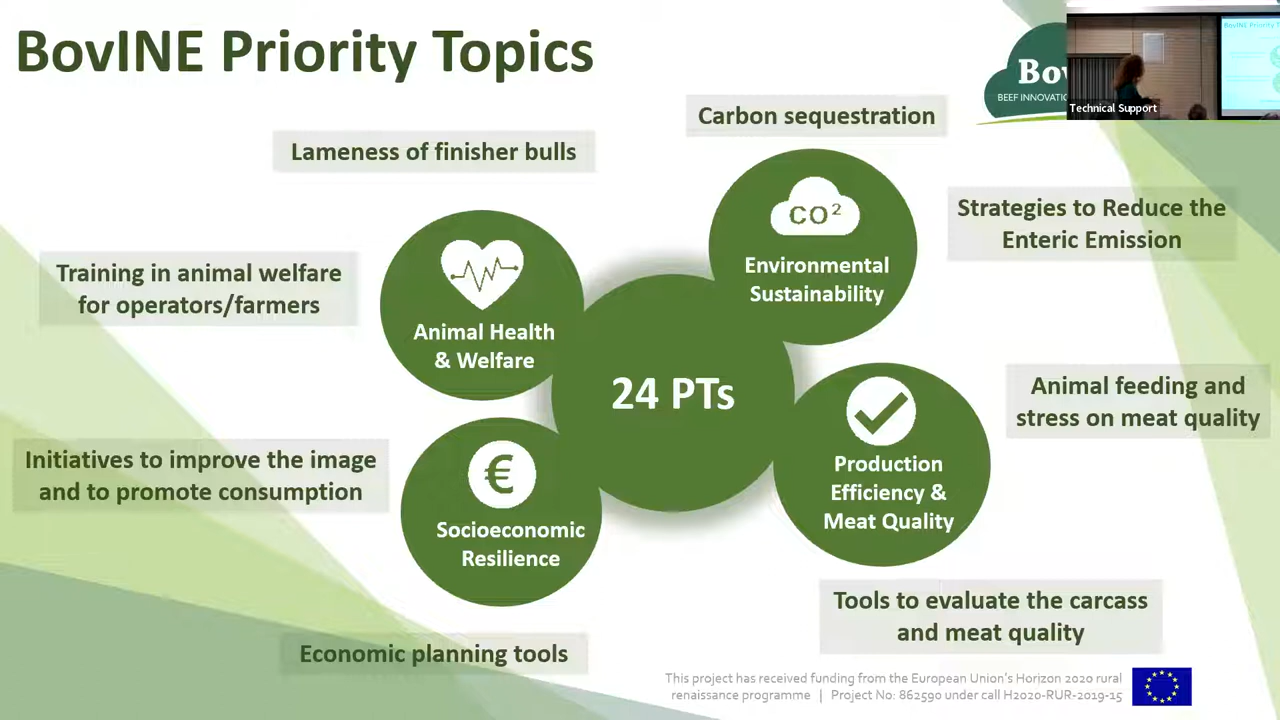 BovINE Priority Topics
Bov
BEEF INNOVATIO
Technical Support
Carbon sequestration
Lameness of finisher bulls
CO²
Environmental
Sustainability
Strategies to Reduce the
Enteric Emission
Training in animal welfare
for operators/farmers
Animal Health
& Welfare
24 PTs
Animal feeding and
stress on meat quality
Production
Efficiency &
Meat Quality
Initiatives to improve the image
and to promote consumption
€
Socioeconomic
Resilience
Tools to evaluate the carcass
and meat quality
Economic planning tools
This project has received funding from the European Union's Horizon 2020 rural
renaissance programme | Project No: 862590 under call H2020-RUR-2019-15